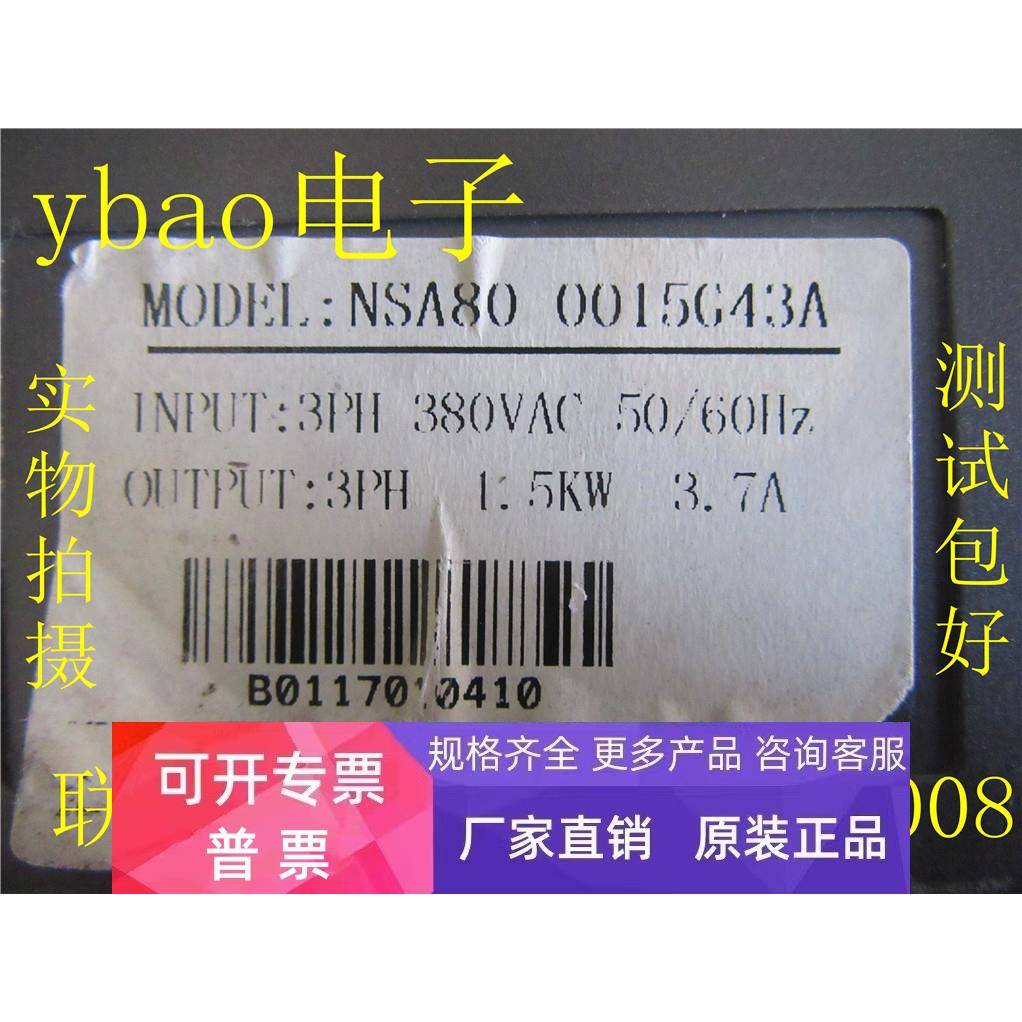 ybao电子
MODEL:NSA80 0015G43A
INPUT:3PH 380VAC 50/60Hz
OUTPUT:3PH 1.5KW 3.7A
实物拍摄
测试包好
联
008
可开专票
普票
规格齐全 更多产品 咨询客服
厂家直销 原装正品